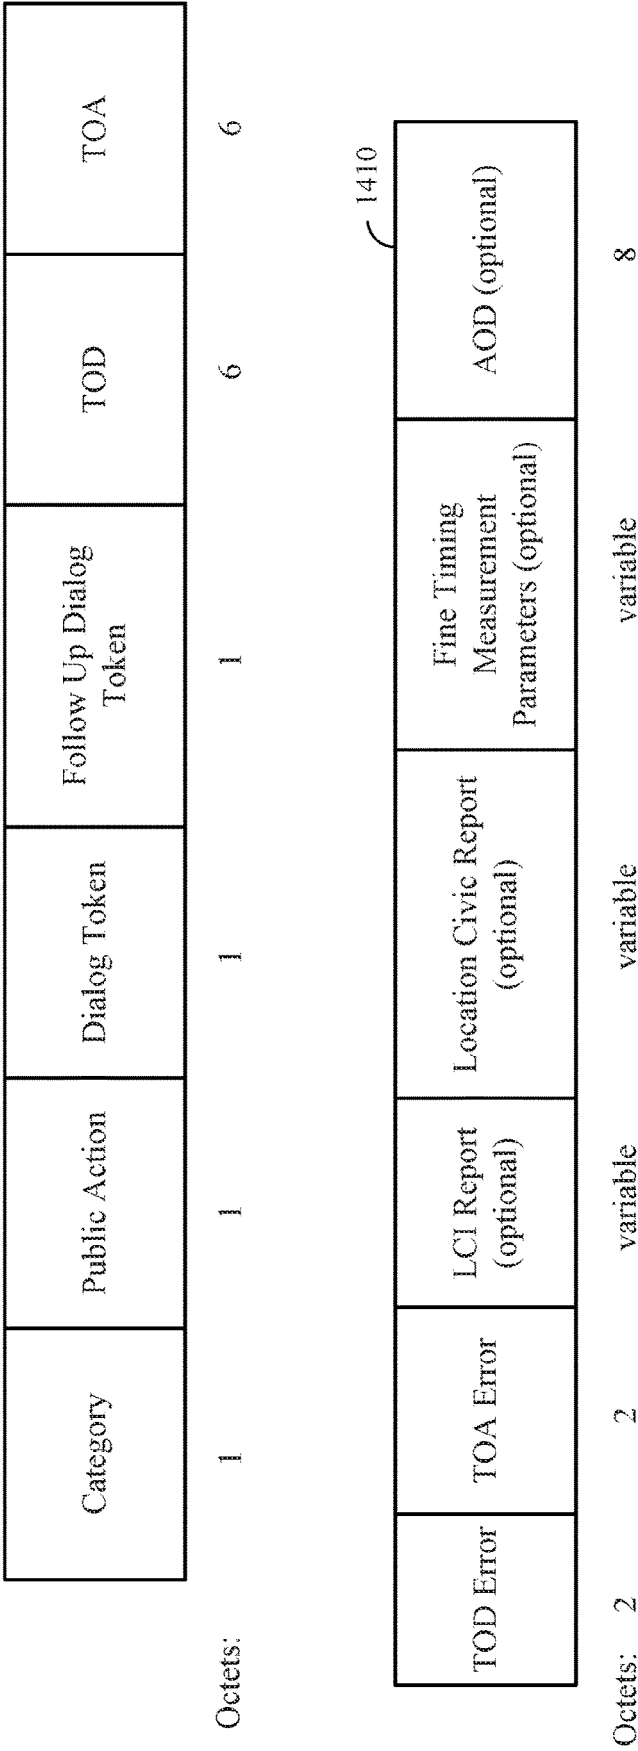 Category
Public Action
Dialog Token
Follow Up Dialog
Token
TOD
TOA
Octets: 1 1 1 1 6 6
1410
TOD Error
TOA Error
LCI Report
(optional)
Location Civic Report
(optional)
Fine Timing
Measurement
Parameters (optional)
AOD (optional)
Octets: 2 2 variable variable variable 8